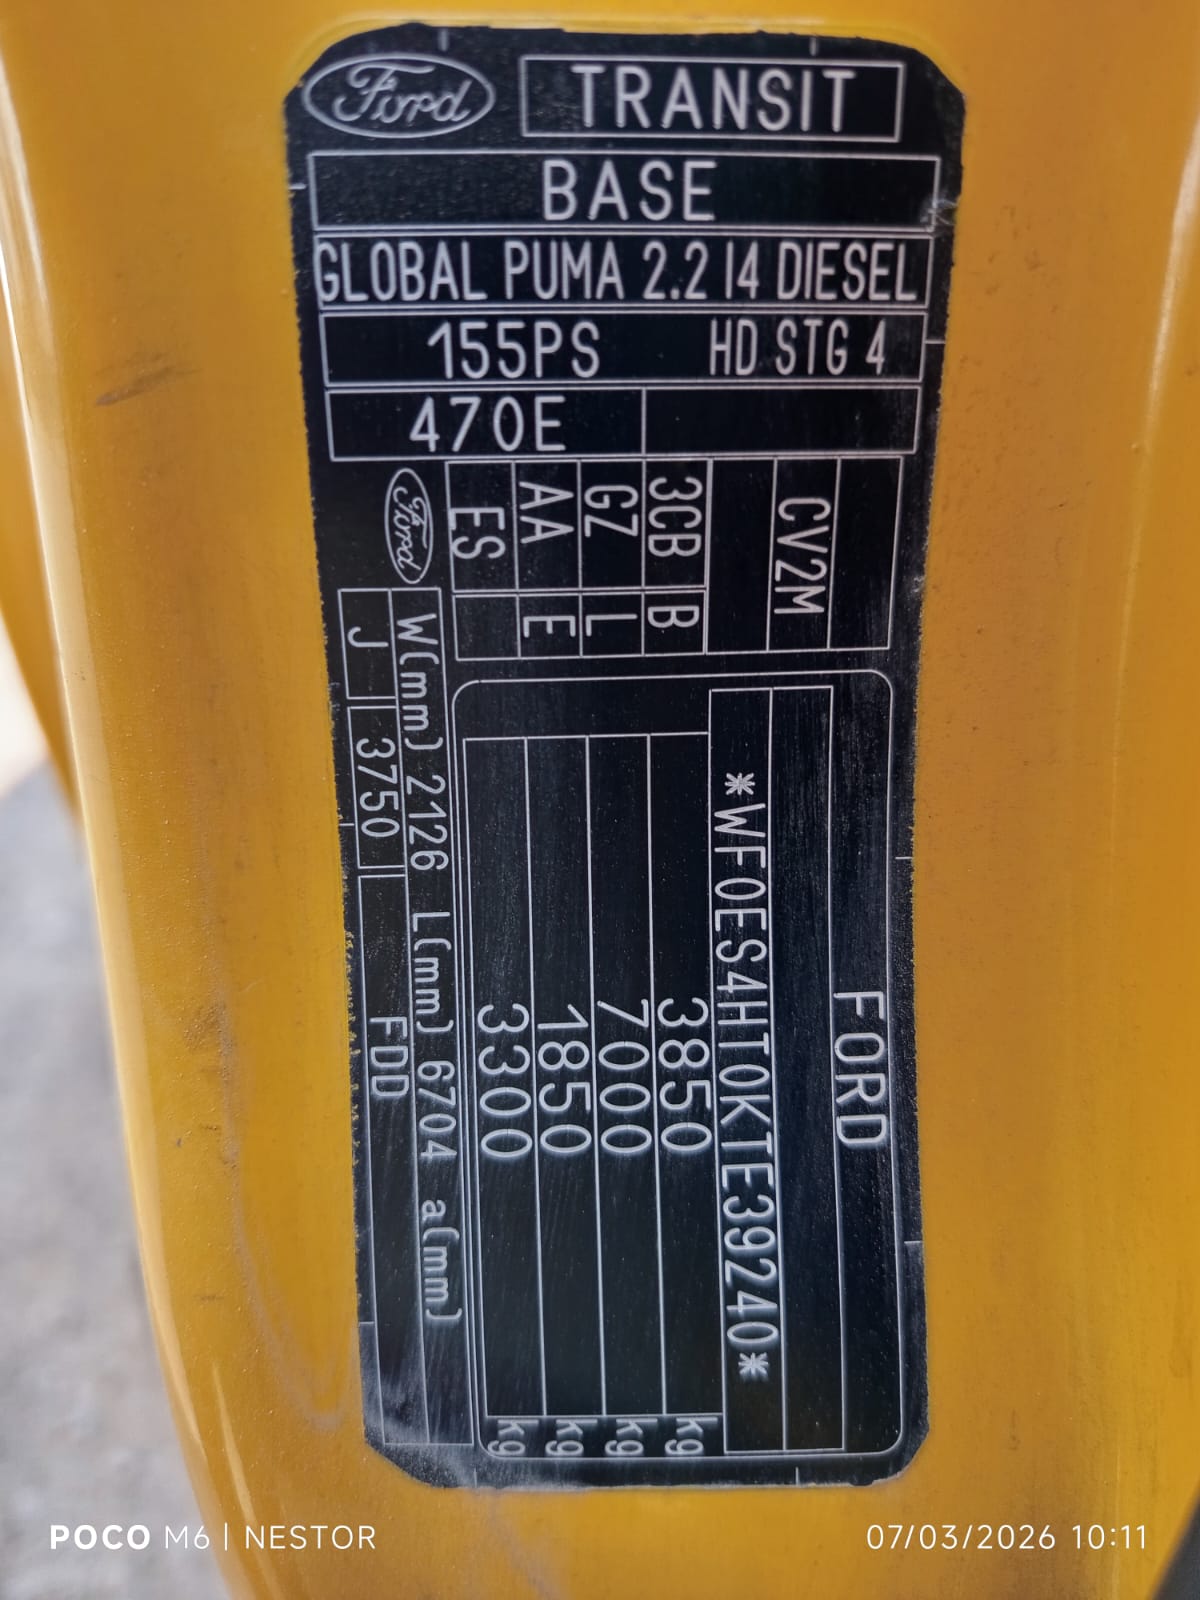 Ford TRANSIT
BASE
GLOBAL PUMA 2.2 I4 DIESEL
155PS HD STG 4
470E
Ford
CV2M
3CB B
GZ L
AA E
ES
FORD
*WF0ES4HT0KTE39240*
3850 kg
7000 kg
1850 kg
3300 kg
W(mm) 2126 L(mm) 6704 a(mm)
J 3750 FDD
POCO M6 | NESTOR
07/03/2026 10:11